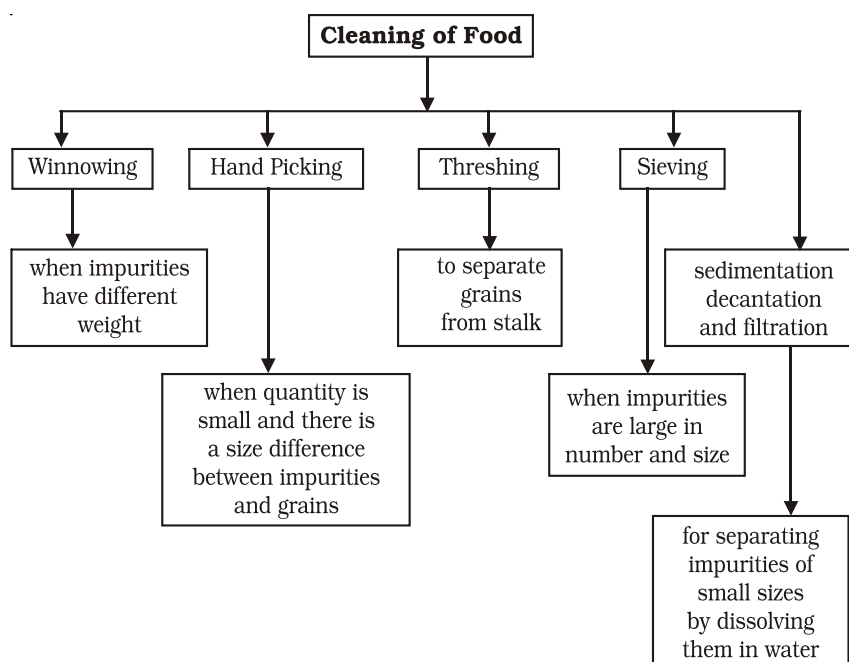 Cleaning of Food
Winnowing
Hand Picking
Threshing
Sieving
when impurities
have different
weight
to separate
grains
from stalk
sedimentation
decantation
and filtration
when quantity is
small and there is
a size difference
between impurities
and grains
when impurities
are large in
number and size
for separating
impurities of
small sizes
by dissolving
them in water